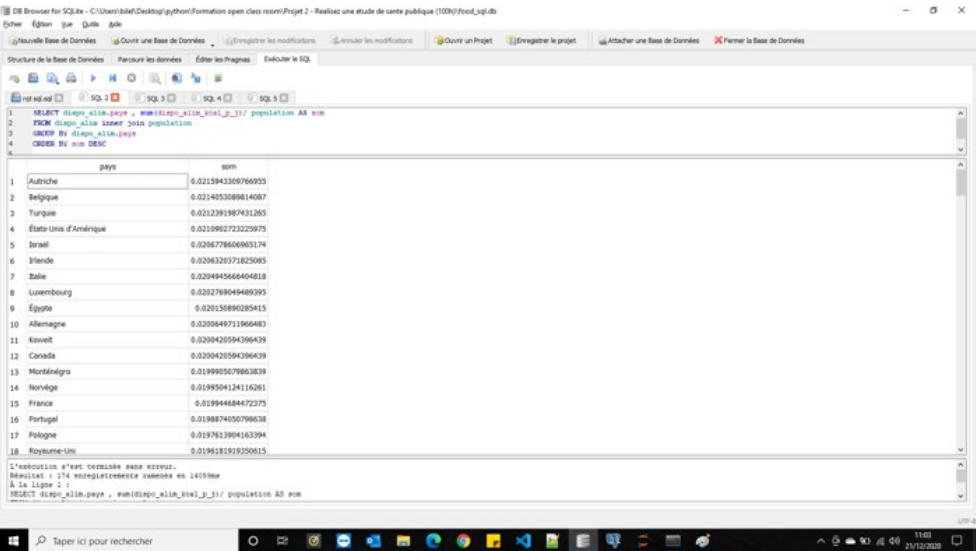 DB Browser for SQLite - C:\Users\bilel\Desktop\python\Formation open class room\Projet 2 - Realisez une etude de sante publique (100h)\food_sql.db
Fichier Édition Vue Outils Aide
Nouvelle Base de Données Ouvrir une Base de Données Enregistrer les modifications Annuler les modifications Ouvrir un Projet Enregistrer le projet Attacher une Base de Données Fermer la Base de Données
Structure de la Base de Données Parcourir les données Éditer les Pragmas Exécuter le SQL
SQL 2 SQL 3 SQL 4 SQL 5
1 SELECT dispo_alim.pays , sum(dispo_alim_kcal_p_j)/ population AS som
2 FROM dispo_alim inner join population
3 GROUP BY dispo_alim.pays
4 ORDER BY som DESC
pays som
1 Autriche 0.0215943309766955
2 Belgique 0.0214053089814087
3 Turquie 0.0212391987431265
4 États-Unis d'Amérique 0.0210902723225975
5 Israël 0.0206778606965174
6 Irlande 0.0206320371825085
7 Italie 0.0204945666404818
8 Luxembourg 0.0202769049489395
9 Égypte 0.020150890285415
10 Allemagne 0.0200649711966483
11 Koweït 0.0200420594396439
12 Canada 0.0200420594396439
13 Monténégro 0.0199905079863839
14 Norvège 0.0199504124116261
15 France 0.019944684472375
16 Portugal 0.0198874050798638
17 Pologne 0.0197613904163394
18 Royaume-Uni 0.0196181919350615
L'exécution s'est terminée sans erreur.
Résultat : 174 enregistrements ramenés en 14059ms
À la ligne 1 :
SELECT dispo_alim.pays , sum(dispo_alim_kcal_p_j)/ population AS som
UTF-8
Taper ici pour rechercher
11:03
21/12/2020